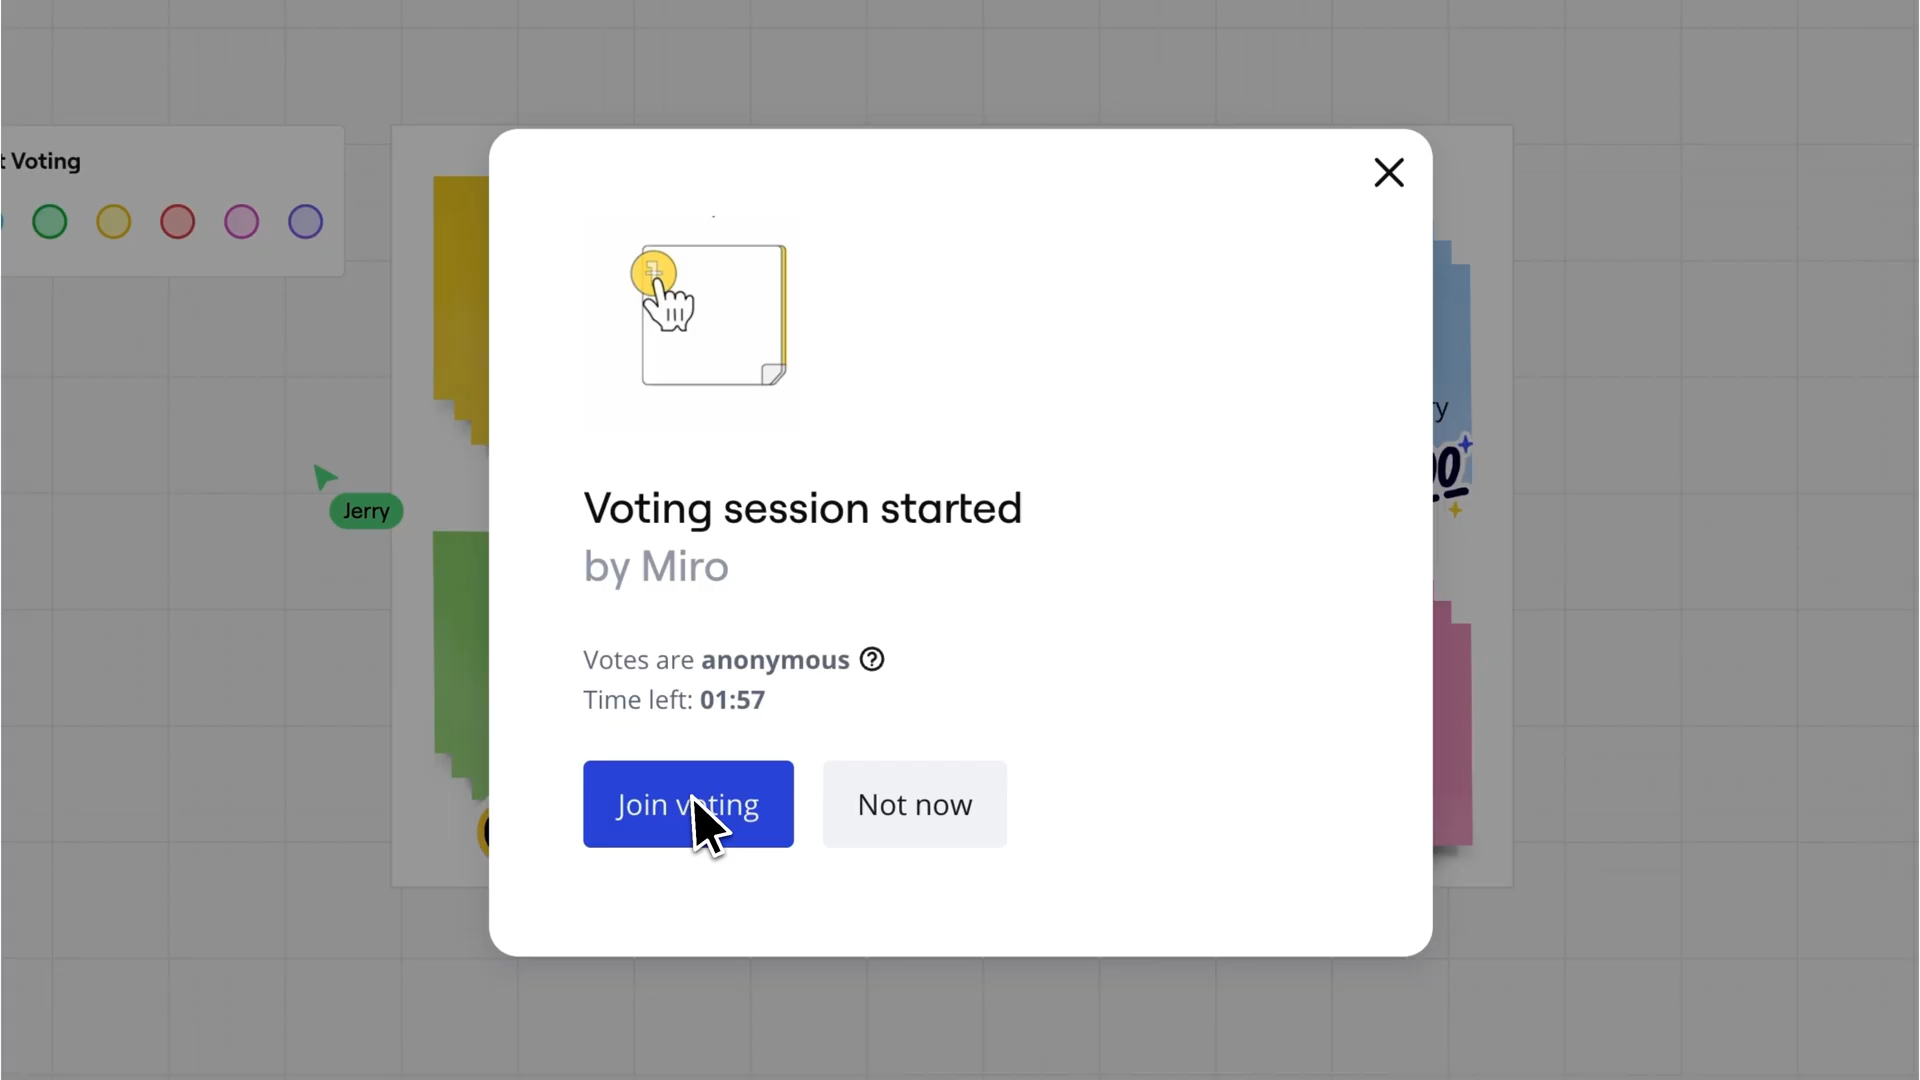 Voting
Jerry
Voting session started
by Miro
Votes are anonymous
Time left: 01:57
Join voting
Not now